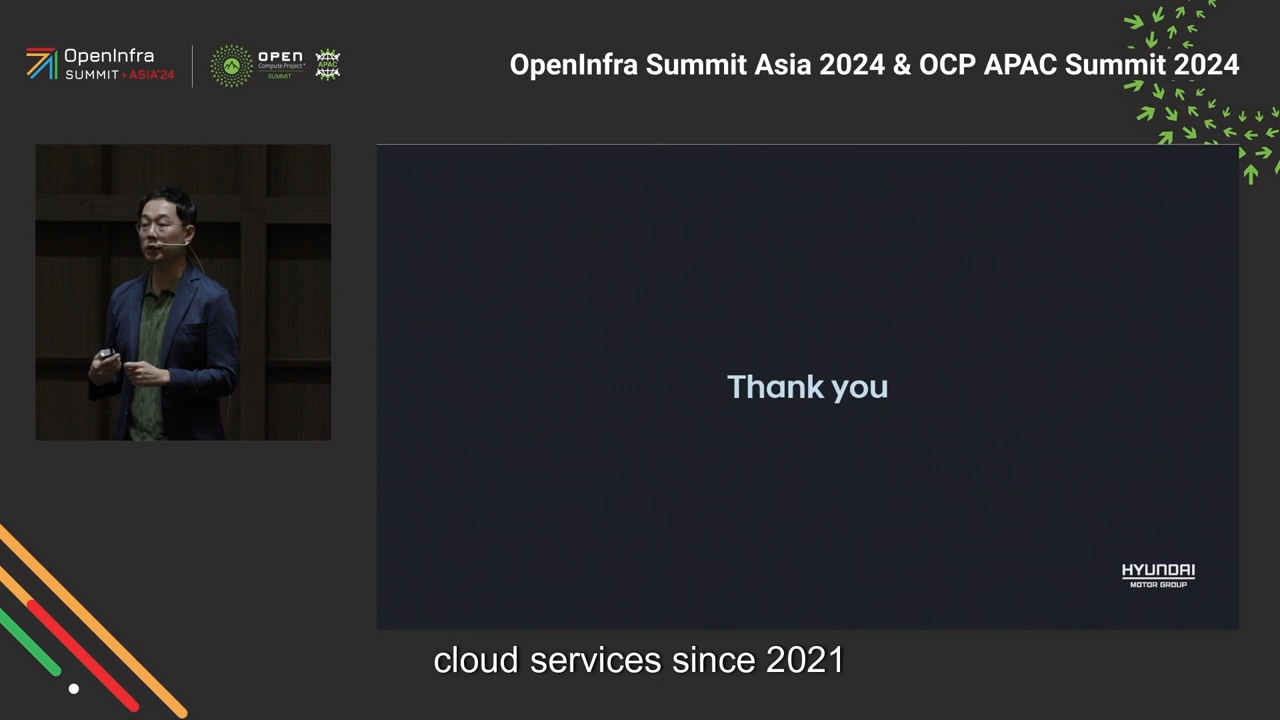 OpenInfra
SUMMIT ASIA'24
OPEN
Compute Project®
SUMMIT
APAC
OpenInfra Summit Asia 2024 & OCP APAC Summit 2024
Thank you
HYUNDAI
MOTOR GROUP
cloud services since 2021